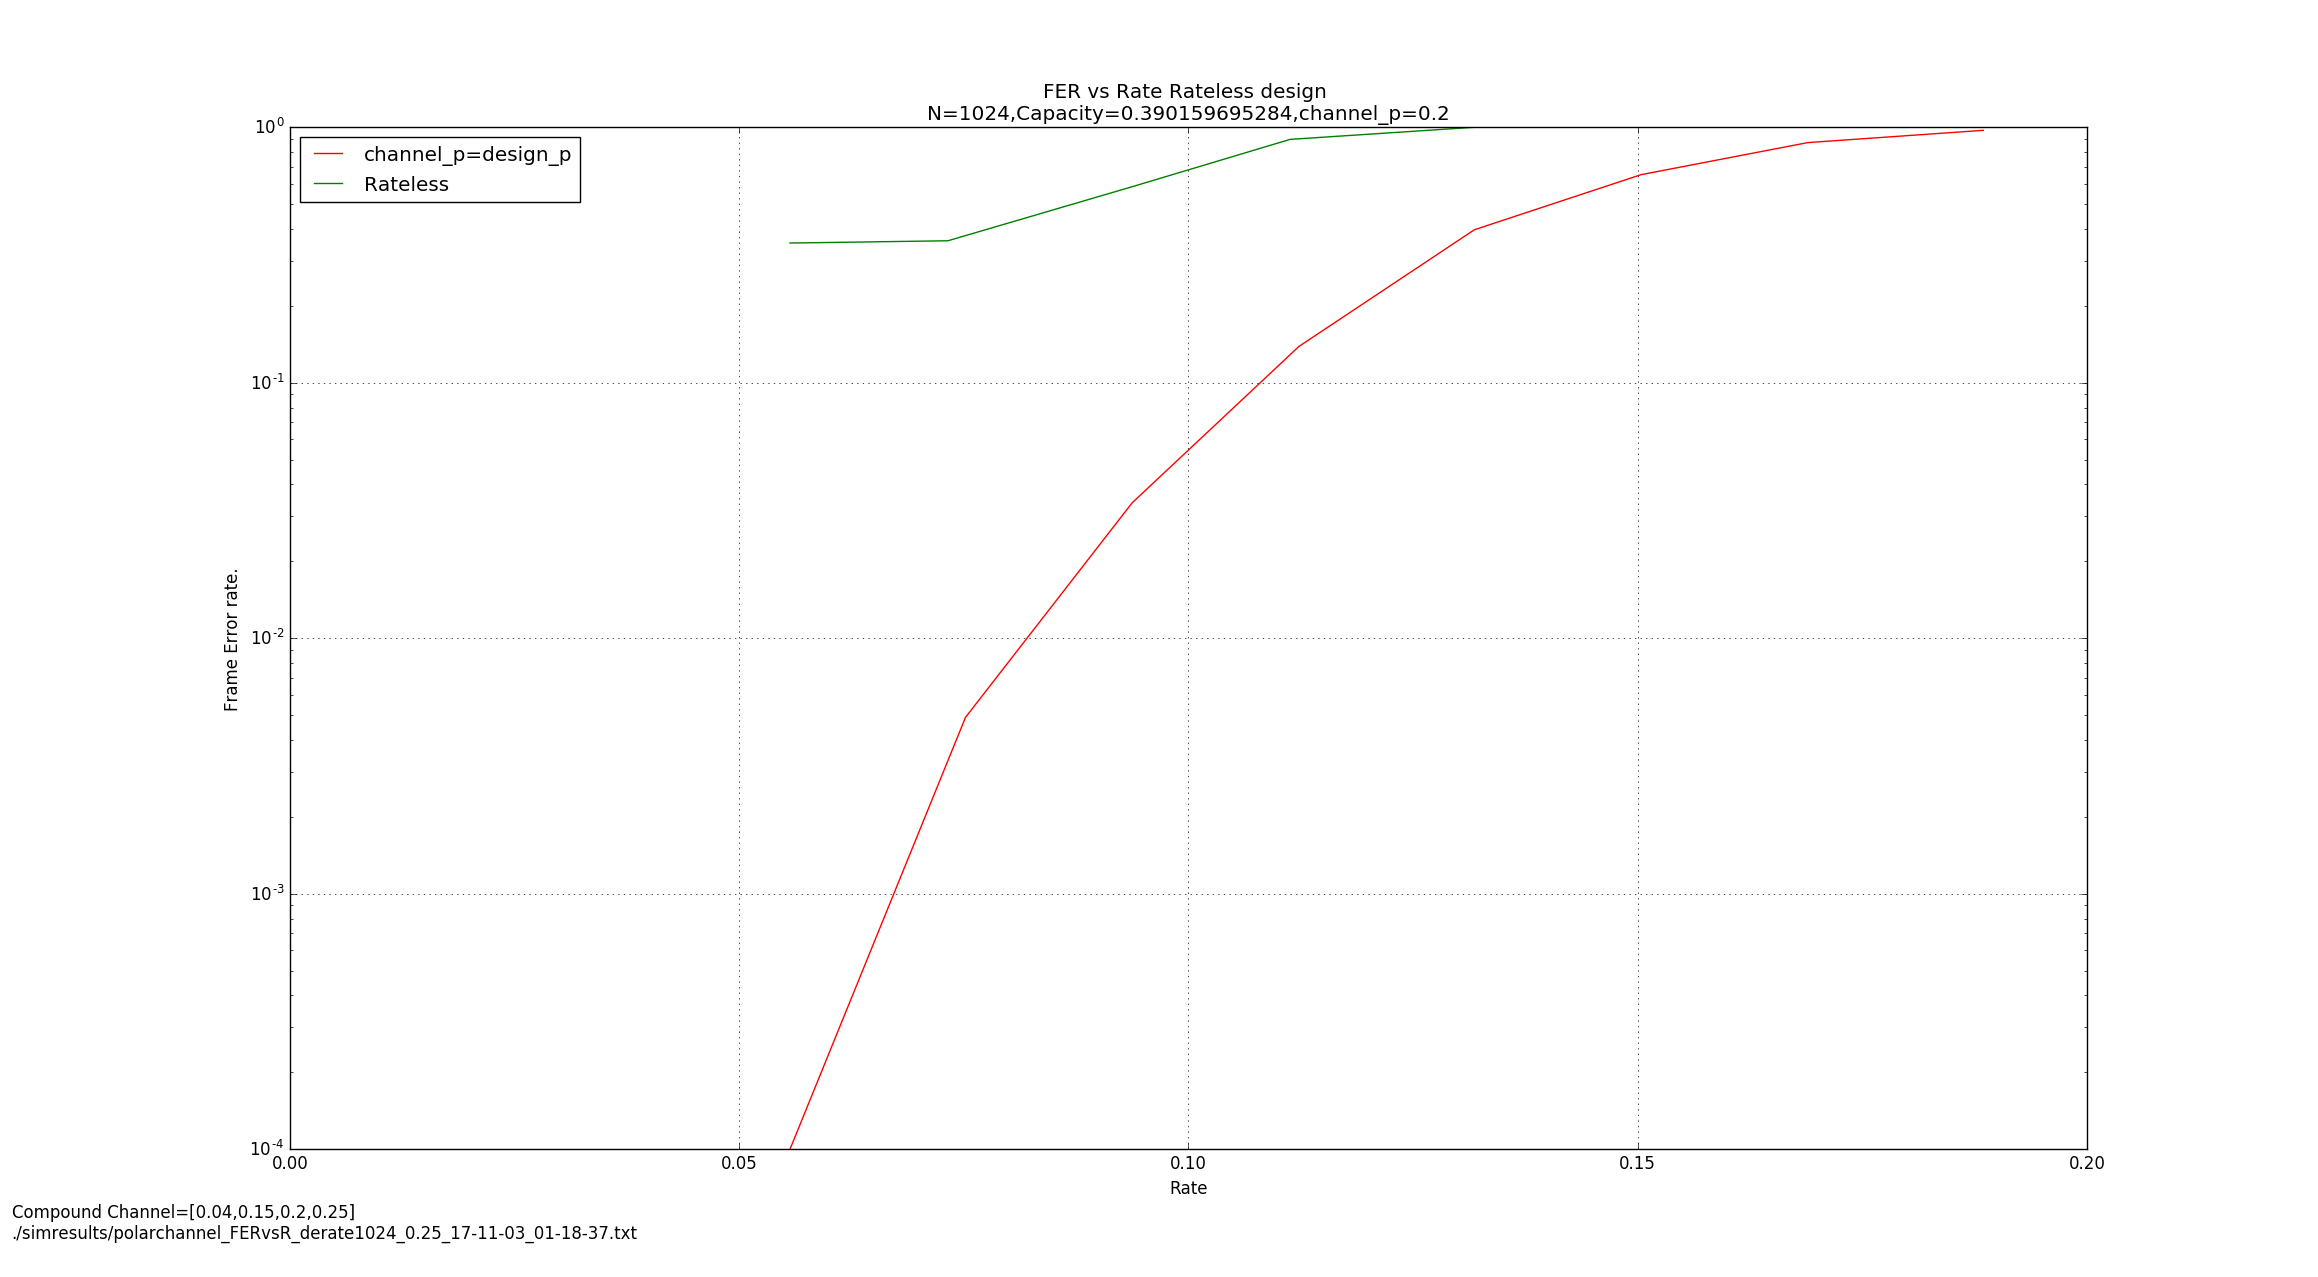 FER vs Rate Rateless design
N=1024,Capacity=0.390159695284,channel_p=0.2
channel_p=design_p
Rateless
10^0
10^-1
10^-2
10^-3
10^-4
Frame Error rate.
0.00 0.05 0.10 0.15 0.20
Rate
Compound Channel=[0.04,0.15,0.2,0.25]
./simresults/polarchannel_FERvsR_derate1024_0.25_17-11-03_01-18-37.txt